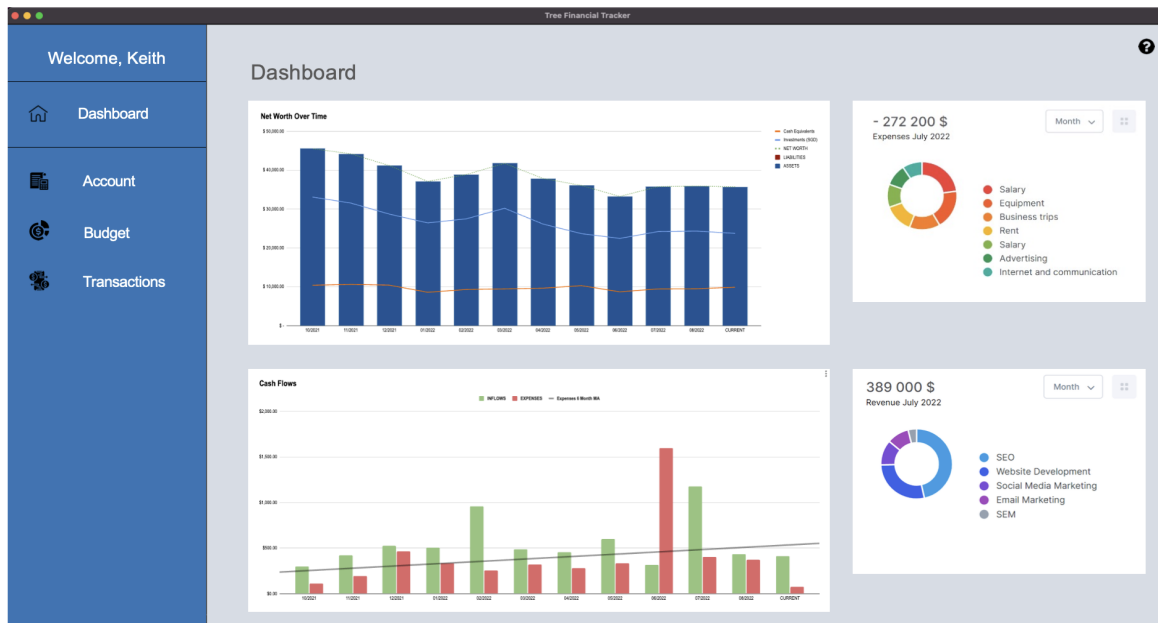 Tree Financial Tracker
Welcome, Keith
Dashboard
Account
Budget
Transactions
Dashboard
Net Worth Over Time
$ 50,000.00
$ 40,000.00
$ 30,000.00
$ 20,000.00
$ 10,000.00
$ -
10/2021 11/2021 12/2021 01/2022 02/2022 03/2022 04/2022 05/2022 06/2022 07/2022 08/2022 CURRENT
Cash Equivalents
Investments (SGD)
NET WORTH
LIABILITIES
ASSETS
- 272 200 $
Expenses July 2022
Month
Salary
Equipment
Business trips
Rent
Salary
Advertising
Internet and communication
Cash Flows
INFLOWS EXPENSES Expenses 6 Month MA
$2,000.00
$1,500.00
$1,000.00
$500.00
$0.00
10/2021 11/2021 12/2021 01/2022 02/2022 03/2022 04/2022 05/2022 06/2022 07/2022 08/2022 CURRENT
389 000 $
Revenue July 2022
Month
SEO
Website Development
Social Media Marketing
Email Marketing
SEM